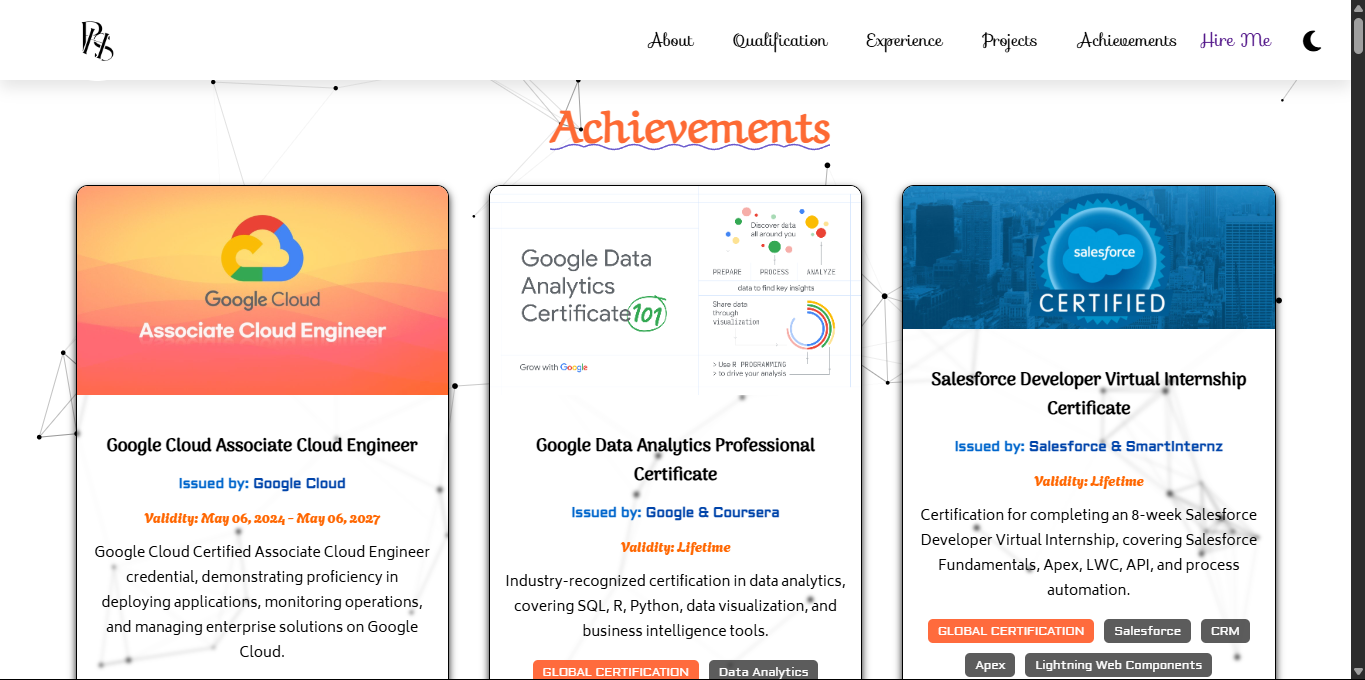 About Qualification Experience Projects Achievements Hire Me
Achievements
Google Cloud
Associate Cloud Engineer
Google Cloud Associate Cloud Engineer
Issued by: Google Cloud
Validity: May 06, 2024 - May 06, 2027
Google Cloud Certified Associate Cloud Engineer
credential, demonstrating proficiency in
deploying applications, monitoring operations,
and managing enterprise solutions on Google
Cloud.
Google Data
Analytics
Certificate 101
Grow with Google
Discover data
all around you
PREPARE PROCESS ANALYZE
data to find key insights
Share data
through
visualization
> Use R PROGRAMMING
> to drive your analysis
Google Data Analytics Professional
Certificate
Issued by: Google & Coursera
Validity: Lifetime
Industry-recognized certification in data analytics,
covering SQL, R, Python, data visualization, and
business intelligence tools.
GLOBAL CERTIFICATION Data Analytics
salesforce
CERTIFIED
Salesforce Developer Virtual Internship
Certificate
Issued by: Salesforce & SmartInternz
Validity: Lifetime
Certification for completing an 8-week Salesforce
Developer Virtual Internship, covering Salesforce
Fundamentals, Apex, LWC, API, and process
automation.
GLOBAL CERTIFICATION Salesforce CRM
Apex Lightning Web Components